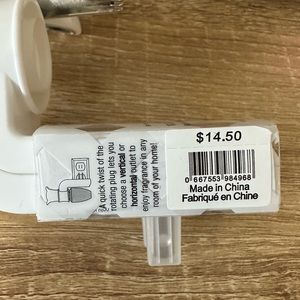 A quick twist of the
rotating plug lets you
choose a vertical or
horizontal outlet to
enjoy fragrance in any
room of your home!
$14.50
0 667553 984968
Made in China
Fabriqué en Chine